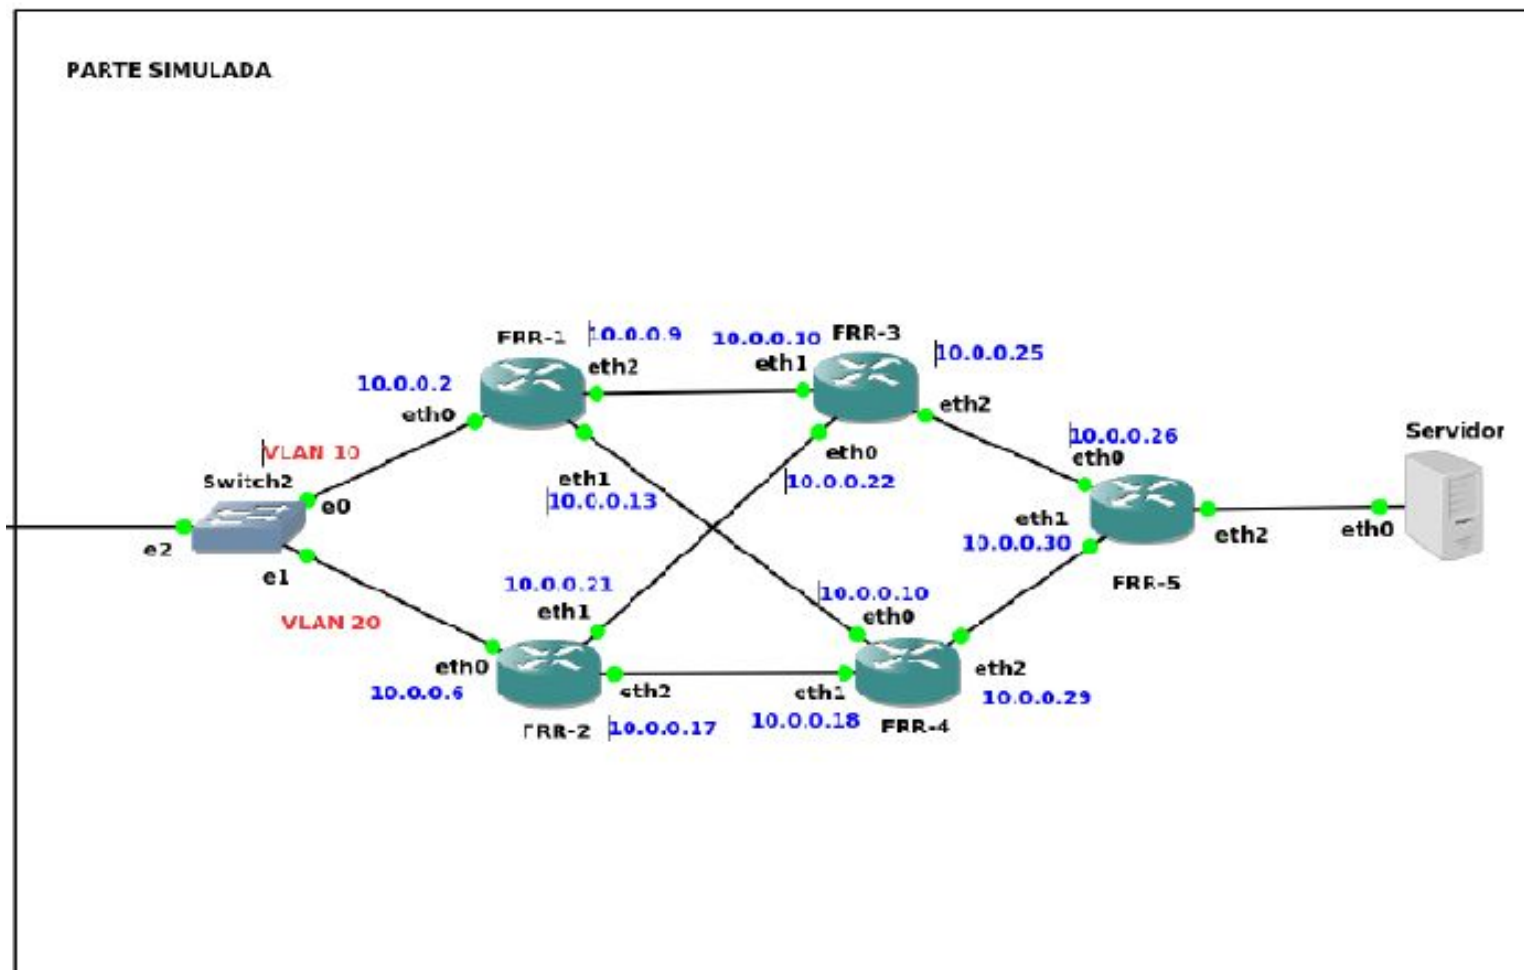 PARTE SIMULADA
FRR-1
10.0.0.9
10.0.0.10
FRR-3
10.0.0.25
eth2
eth1
10.0.0.2
eth0
eth2
10.0.0.26
eth0
Servidor
VLAN 10
Switch2
e0
eth1
10.0.0.13
eth0
10.0.0.22
eth1
10.0.0.30
eth2
eth0
e2
e1
FRR-5
10.0.0.21
eth1
10.0.0.10
eth0
VLAN 20
eth0
10.0.0.6
eth2
eth1
eth2
10.0.0.29
FRR-2
10.0.0.17
10.0.0.18
FRR-4